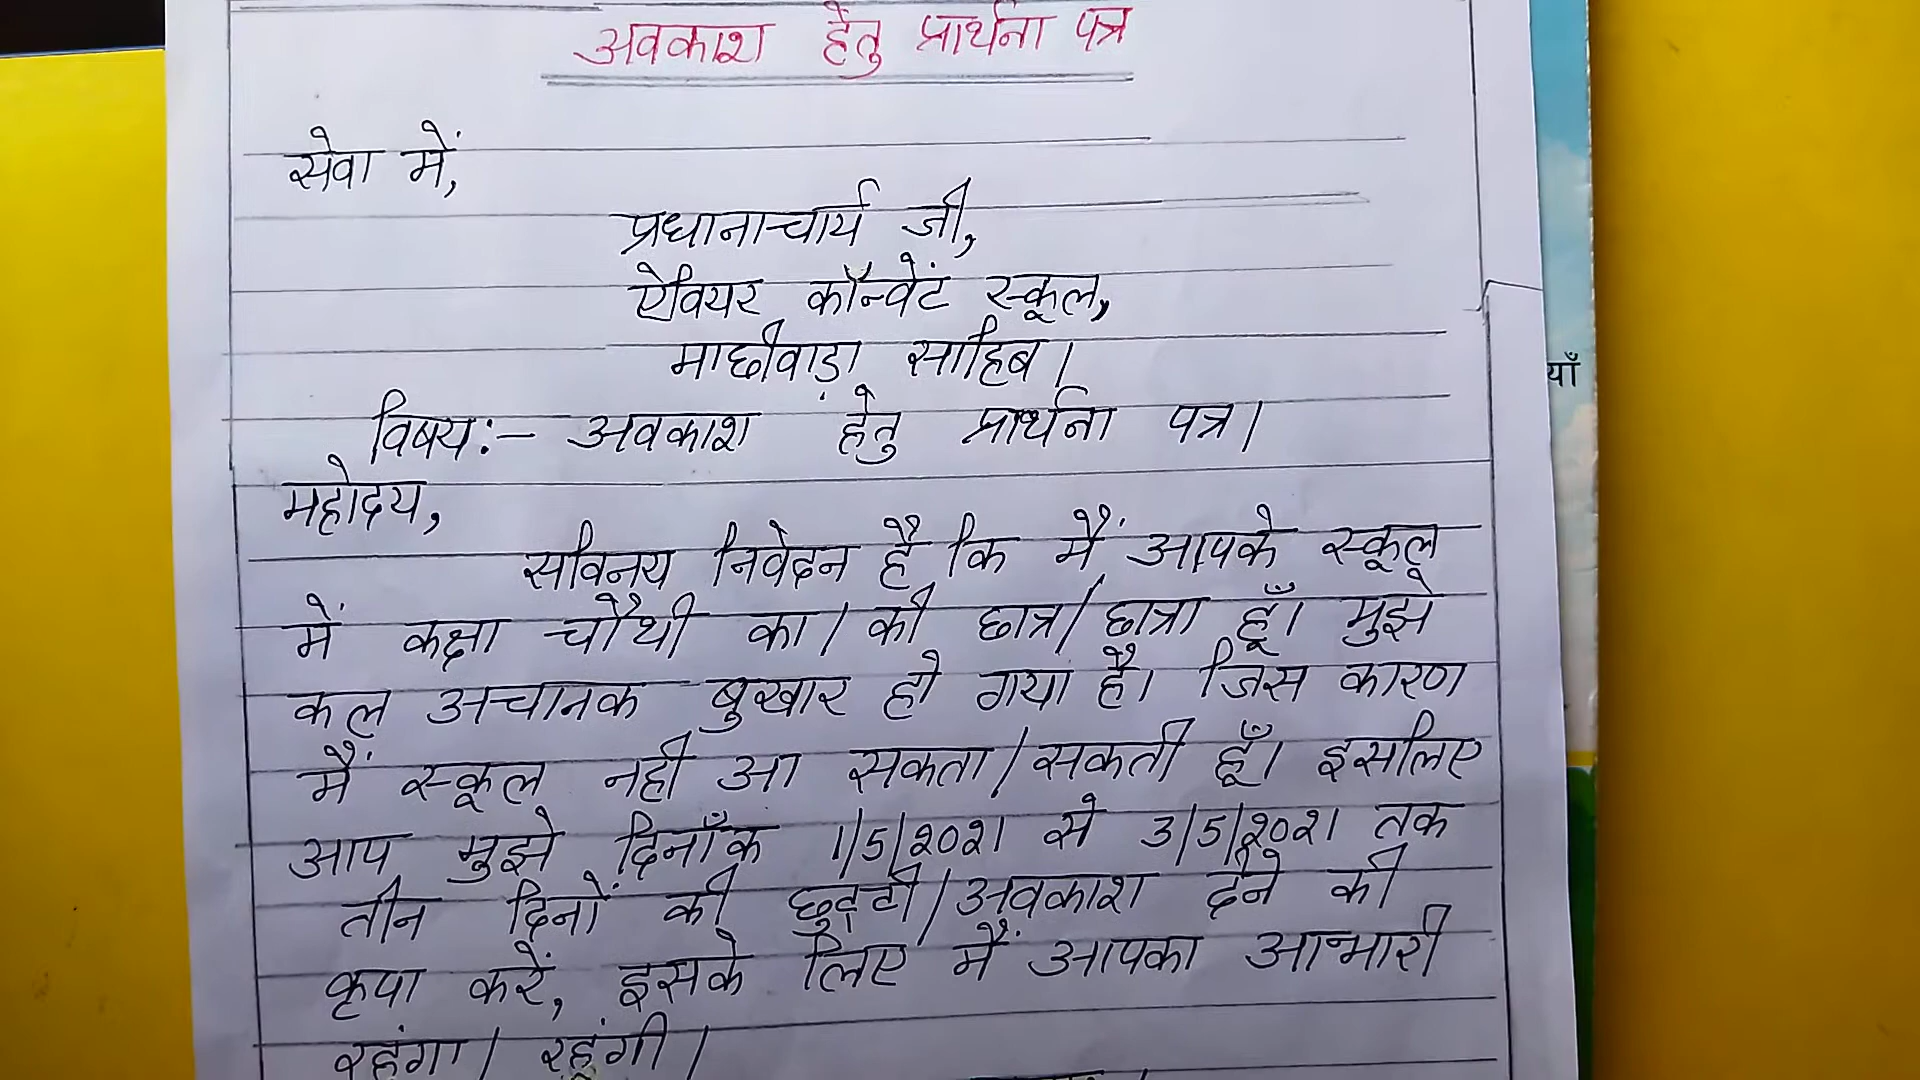 अवकाश हेतु प्रार्थना पत्र
सेवा में,
प्रधानाचार्य जी,
ऐवियर कॉन्वेटं स्कूल,
माछीवाड़ा साहिब।
विषय:- अवकाश हेतु प्रार्थना पत्र।
महोदय,
सविनय निवेदन है कि मैं आपके स्कूल
में कक्षा चौथी का/की छात्र/छात्रा हूँ। मुझे
कल अचानक बुखार हो गया है। जिस कारण
मैं स्कूल नही आ सकता/सकती हूँ। इसलिए
आप मुझे दिनाँक 1/5/२०२1 से 3/5/२०२1 तक
तीन दिनों की छुट्टी/अवकाश देने की
कृपा करें, इसके लिए मैं आपका आभारी
रहूंगा/ रहूंगी।
याँ